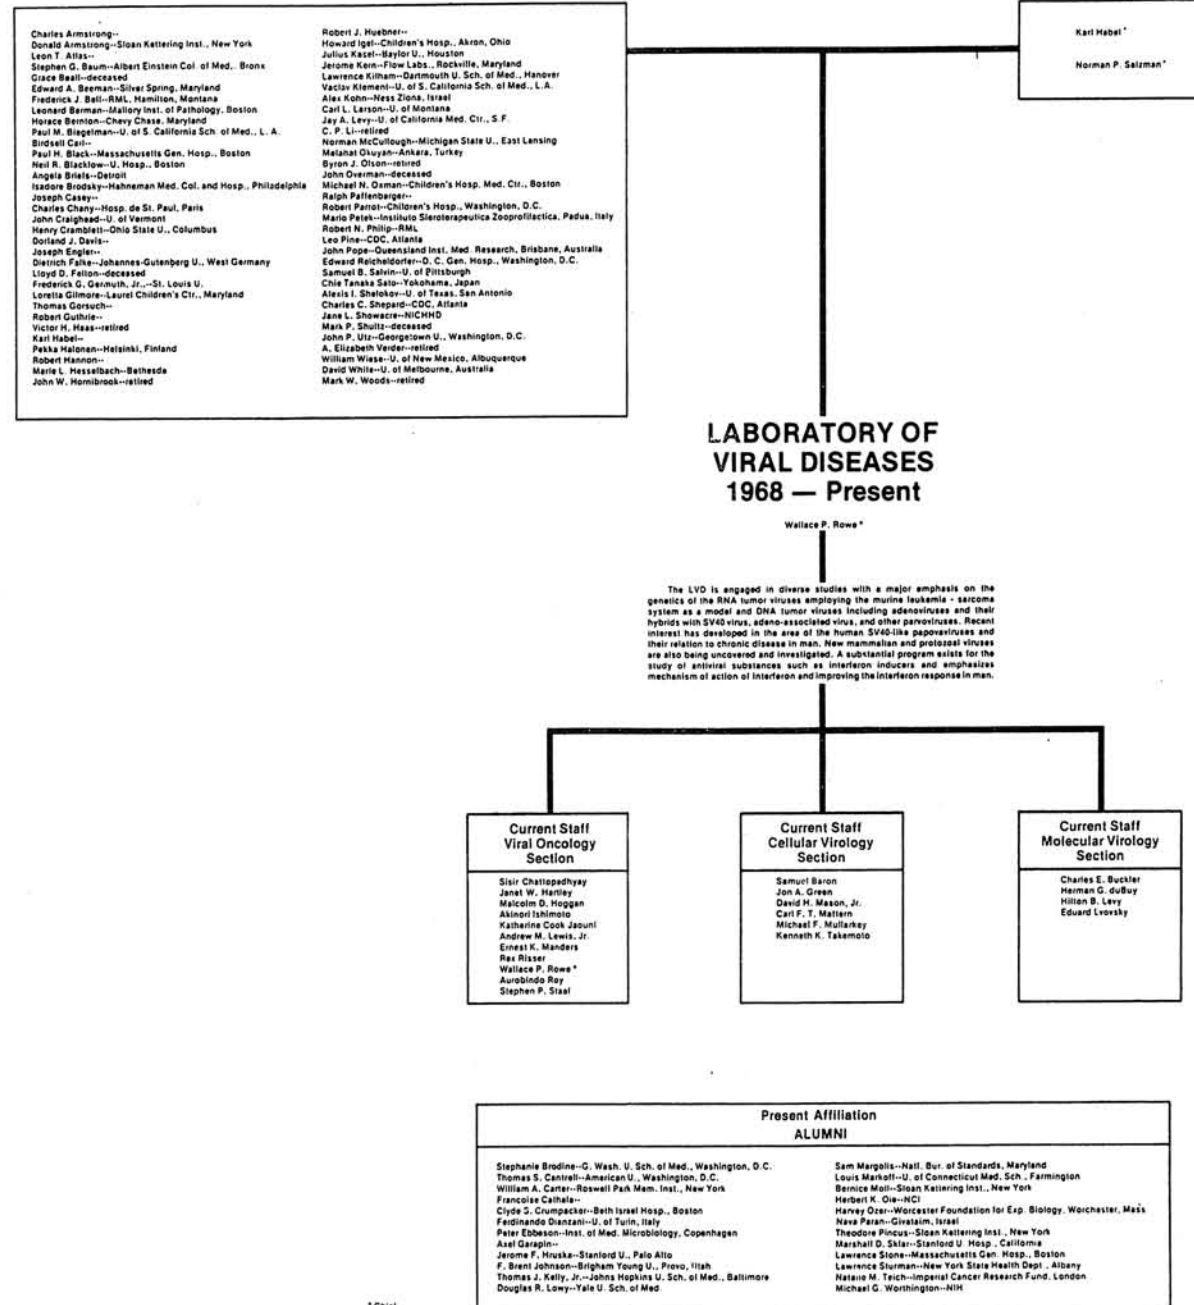 Charles Armstrong--
Donald Armstrong--Sloan Kettering Inst., New York
Leon T. Atlas--
Stephen G. Baum--Albert Einstein Col. of Med., Bronx
Grace Beall--deceased
Edward A. Beeman--Silver Spring, Maryland
Frederick J. Bell--RML, Hamilton, Montana
Leonard Berman--Mallory Inst. of Pathology, Boston
Horace Bernton--Chevy Chase, Maryland
Paul M. Biegelman--U. of S. California Sch. of Med., L. A.
Birdsell Carl--
Paul H. Black--Massachusetts Gen. Hosp., Boston
Neil R. Blacklow--U. Hosp., Boston
Angela Briefs--Detroit
Isadore Brodsky--Hahneman Med. Col. and Hosp., Philadelphia
Joseph Casey--
Charles Chany--Hosp. de St. Paul, Paris
John Craighead--U. of Vermont
Henry Cramblett--Ohio State U., Columbus
Dorland J. Davis--
Joseph Engler--
Dietrich Falke--Johannes-Gutenberg U., West Germany
Lloyd D. Felton--deceased
Frederick G. Germuth, Jr.,--St. Louis U.
Loretta Gilmore--Laurel Children's Ctr., Maryland
Thomas Gorsuch--
Robert Guthrie--
Victor H. Haas--retired
Karl Habel--
Pekka Halonen--Helsinki, Finland
Robert Hannon--
Marie L. Hesselbach--Bethesda
John W. Hornibrook--retired
Robert J. Huebner--
Howard Igel--Children's Hosp., Akron, Ohio
Julius Kasel--Baylor U., Houston
Jerome Kern--Flow Labs., Rockville, Maryland
Lawrence Kilham--Dartmouth U. Sch. of Med., Hanover
Vaclav Klement--U. of S. California Sch. of Med., L.A.
Alex Kohn--Ness Ziona, Israel
Carl L. Larson--U. of Montana
Jay A. Levy--U. of California Med. Ctr., S.F.
C. P. Li--retired
Norman McCullough--Michigan State U., East Lansing
Melahat Okuyan--Ankara, Turkey
Byron J. Olson--retired
John Overman--deceased
Michael N. Oxman--Children's Hosp. Med. Ctr., Boston
Ralph Paffenbarger--
Robert Parrot--Children's Hosp., Washington, D.C.
Mario Petek--Instituto Sieroterapeutica Zooprofilactica, Padua, Italy
Robert N. Philip--RML
Leo Pine--CDC, Atlanta
John Pope--Queensland Inst. Med. Research, Brisbane, Australia
Edward Reicheldorfer--D. C. Gen. Hosp., Washington, D.C.
Samuel B. Salvin--U. of Pittsburgh
Chie Tanaka Sato--Yokohama, Japan
Alexis I. Shelokov--U. of Texas, San Antonio
Charles C. Shepard--CDC, Atlanta
Jane L. Showacre--NICHHD
Mark P. Shultz--deceased
John P. Utz--Georgetown U., Washington, D.C.
A. Elizabeth Verder--retired
William Wiese--U. of New Mexico, Albuquerque
David White--U. of Melbourne, Australia
Mark W. Woods--retired
Karl Habel*
Norman P. Salzman*
LABORATORY OF
VIRAL DISEASES
1968 — Present
Wallace P. Rowe*
The LVD is engaged in diverse studies with a major emphasis on the
genetics of the RNA tumor viruses employing the murine leukemia - sarcoma
system as a model and DNA tumor viruses including adenoviruses and their
hybrids with SV40 virus, adeno-associated virus, and other parvoviruses. Recent
interest has developed in the area of the human SV40-like papovaviruses and
their relation to chronic disease in man. New mammalian and protozoal viruses
are also being uncovered and investigated. A substantial program exists for the
study of antiviral substances such as interferon inducers and emphasizes
mechanism of action of interferon and improving the interferon response in man.
Current Staff
Viral Oncology
Section
Sisir Chattopadhyay
Janet W. Hartley
Malcolm D. Hoggan
Akinori Ishimoto
Katherine Cook Jaouni
Andrew M. Lewis, Jr.
Ernest K. Manders
Rex Risser
Wallace P. Rowe*
Aurobindo Roy
Stephen P. Staal
Current Staff
Cellular Virology
Section
Samuel Baron
Jon A. Green
David H. Mason, Jr.
Carl F. T. Mattern
Michael F. Mullarkey
Kenneth K. Takemoto
Current Staff
Molecular Virology
Section
Charles E. Buckler
Herman G. duBuy
Hilton B. Levy
Eduard Lvovsky
Present Affiliation
ALUMNI
Stephanie Brodine--G. Wash. U. Sch. of Med., Washington, D.C.
Thomas S. Cantrell--American U., Washington, D.C.
William A. Carter--Roswell Park Mem. Inst., New York
Francoise Cathala--
Clyde S. Crumpacker--Beth Israel Hosp., Boston
Ferdinando Dianzani--U. of Turin, Italy
Peter Ebbeson--Inst. of Med. Microbiology, Copenhagen
Axel Garapin--
Jerome F. Hruska--Stanford U., Palo Alto
F. Brent Johnson--Brigham Young U., Provo, Utah
Thomas J. Kelly, Jr.--Johns Hopkins U. Sch. of Med., Baltimore
Douglas R. Lowy--Yale U. Sch. of Med
Sam Margolis--Natl. Bur. of Standards, Maryland
Louis Markoff--U. of Connecticut Med. Sch., Farmington
Bernice Moll--Sloan Kettering Inst., New York
Herbert K. Oie--NCI
Harvey Ozer--Worcester Foundation for Exp. Biology, Worchester, Mass
Nava Paran--Givataim, Israel
Theodore Pincus--Sloan Kettering Inst., New York
Marshall D. Sklar--Stanford U. Hosp., California
Lawrence Stone--Massachusetts Gen. Hosp., Boston
Lawrence Sturman--New York State Health Dept., Albany
Natalie M. Teich--Imperial Cancer Research Fund, London
Michael G. Worthington--NIH